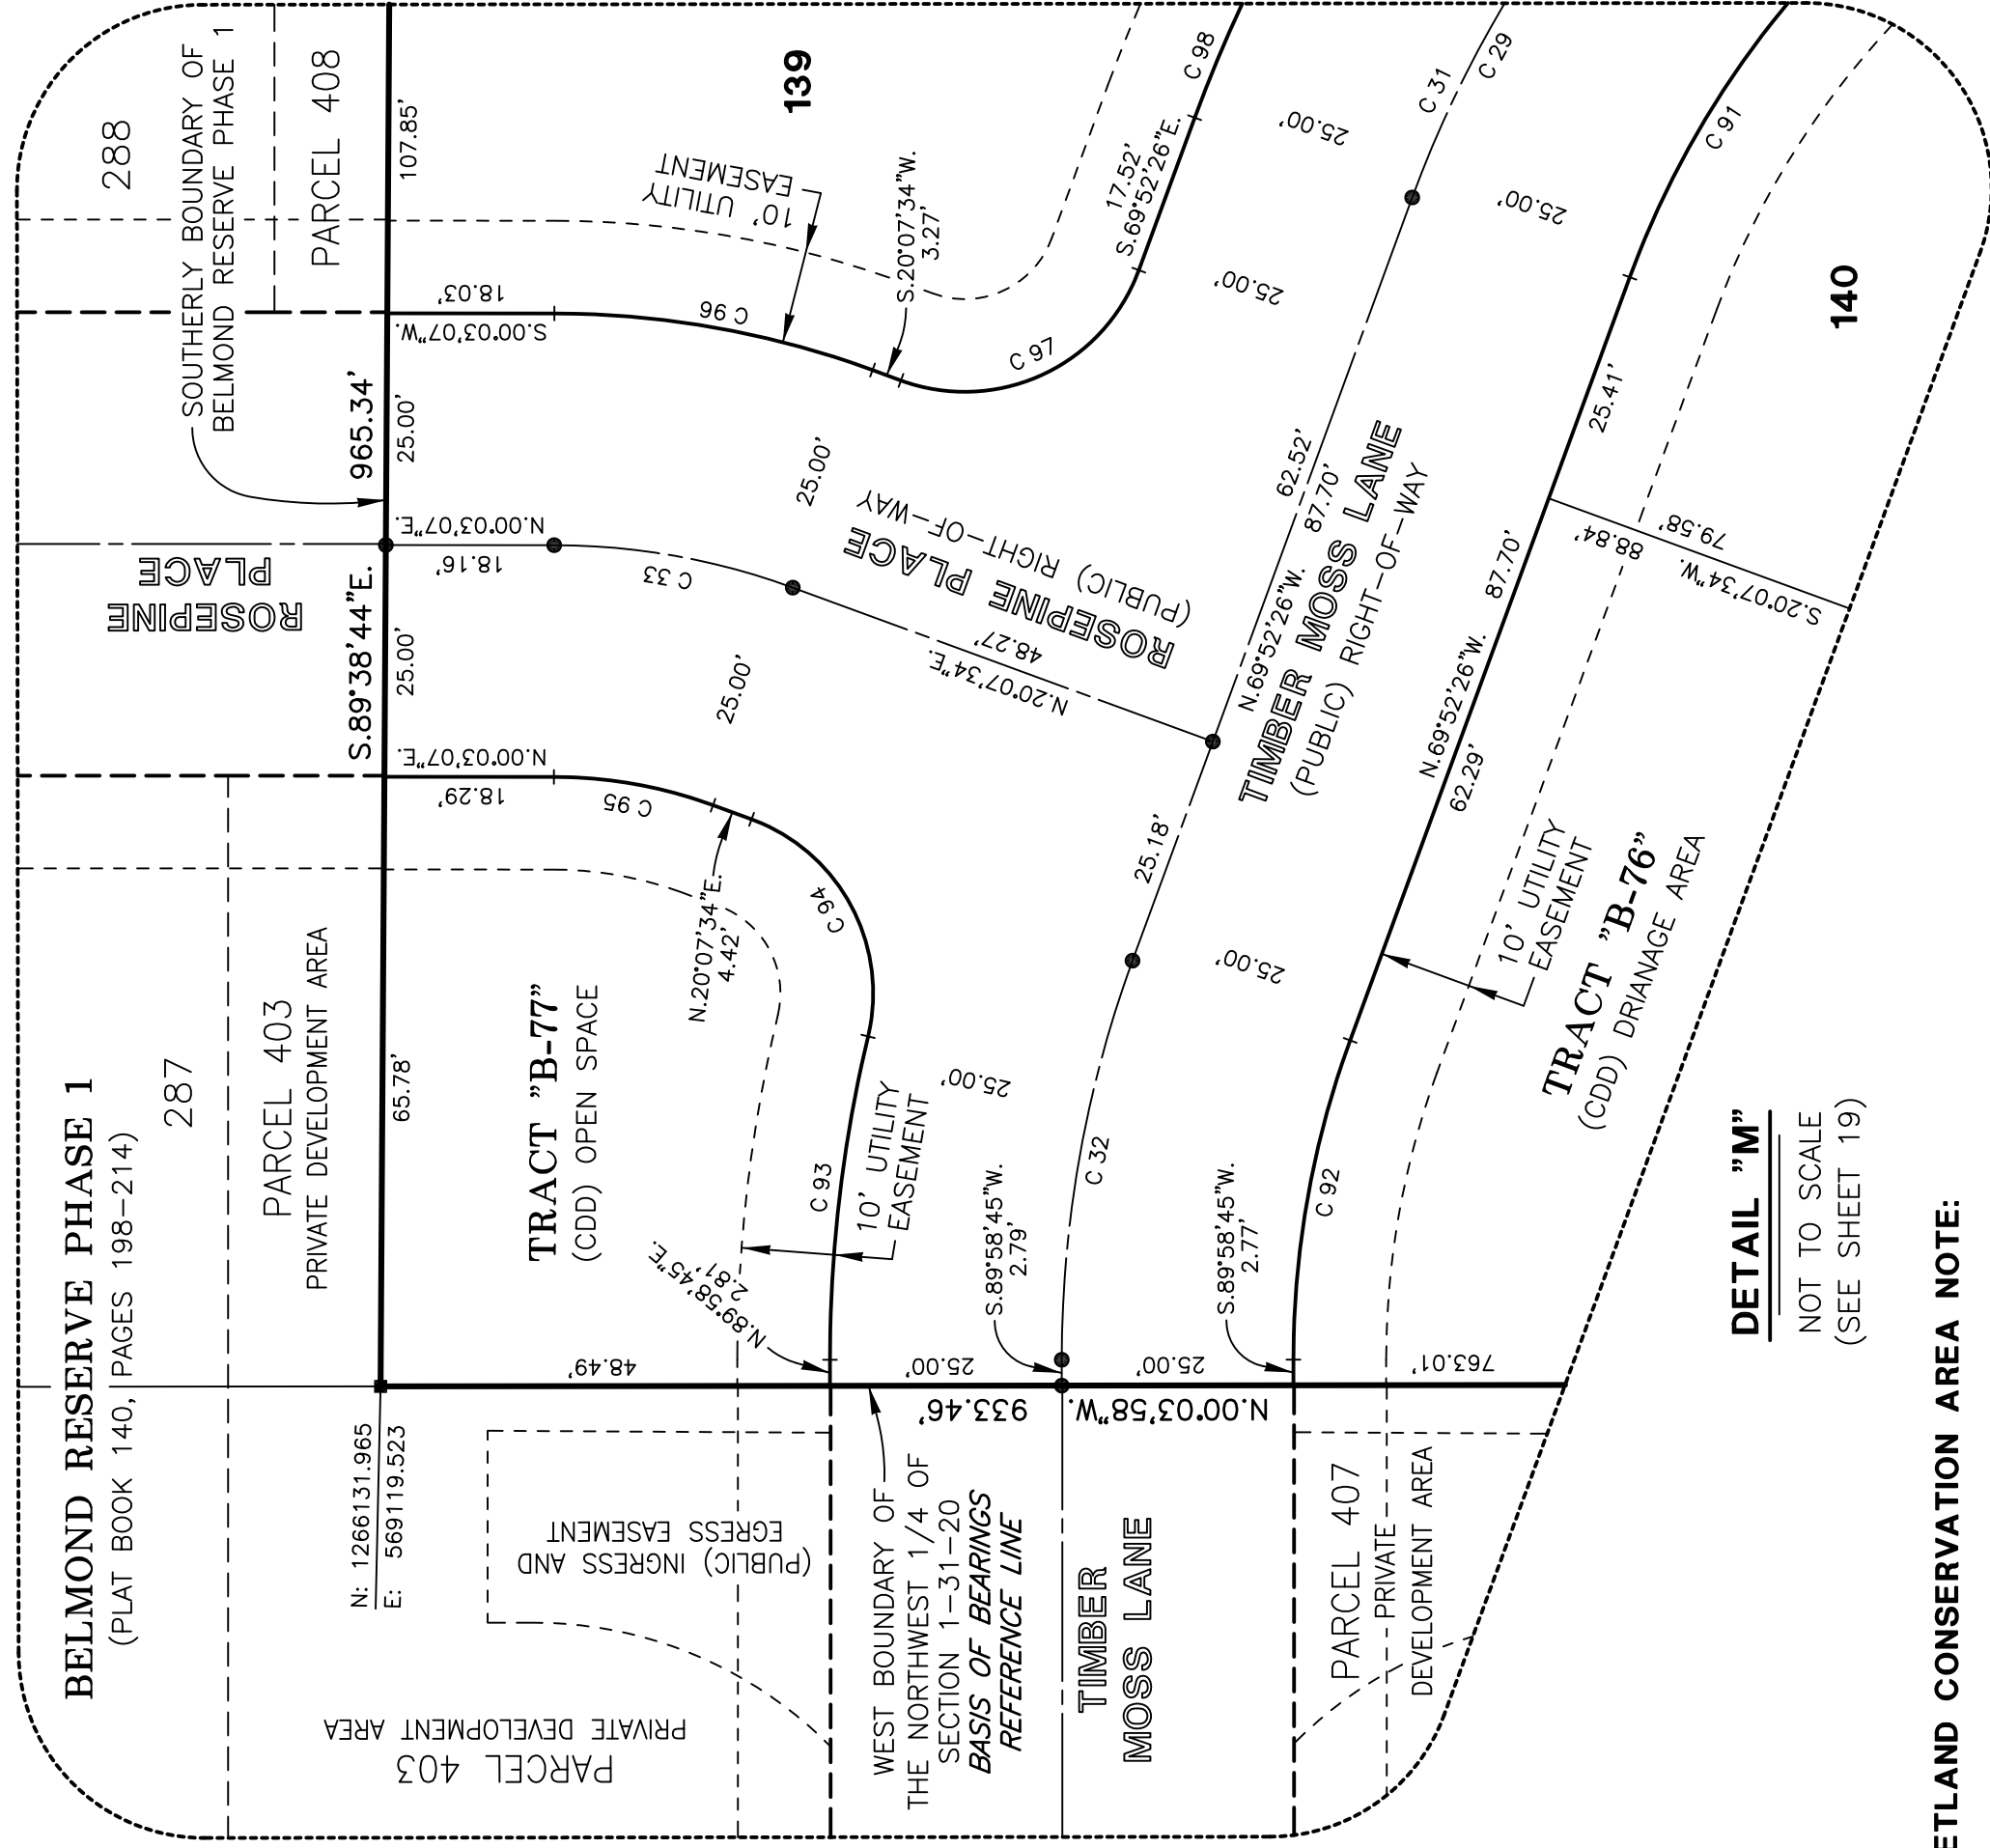 BELMOND RESERVE PHASE 1
(PLAT BOOK 140, PAGES 198-214)
287
288
SOUTHERLY BOUNDARY OF
BELMOND RESERVE PHASE 1
PARCEL 408
PARCEL 403
PRIVATE DEVELOPMENT AREA
ROSEPINE
PLACE
N: 1266131.965
E: 569119.523
S.89°38'44"E. 965.34'
65.78'
25.00'
25.00'
107.85'
N.00°03'07"E.
18.29'
N.00°03'07"E.
18.16'
S.00°03'07"W.
18.03'
C 95
C 33
C 96
139
10' UTILITY
EASEMENT
S.20°07'34"W.
3.27'
C 97
17.52'
S.69°52'26"E.
C 98
TRACT "B-77"
(CDD) OPEN SPACE
N.20°07'34"E.
4.42'
C 94
25.00'
25.00'
ROSEPINE PLACE
(PUBLIC) RIGHT-OF-WAY
N.20°07'34"E.
48.27'
25.00'
25.00'
25.00'
C 31
C 29
C 91
PARCEL 403
PRIVATE DEVELOPMENT AREA
(PUBLIC) INGRESS AND
EGRESS EASEMENT
48.49'
N.89°58'45"E.
2.81'
C 93
10' UTILITY
EASEMENT
25.00'
WEST BOUNDARY OF
THE NORTHWEST 1/4 OF
SECTION 1-31-20
BASIS OF BEARINGS
REFERENCE LINE
N.00°03'58"W. 933.46'
25.00'
25.00'
763.01'
S.89°58'45"W.
2.79'
C 32
25.18'
62.52'
N.69°52'26"W. 87.70'
TIMBER MOSS LANE
(PUBLIC) RIGHT-OF-WAY
25.00'
TIMBER
MOSS LANE
S.89°58'45"W.
2.77'
C 92
62.29'
N.69°52'26"W. 87.70'
25.41'
S.20°07'34"W. 88.84'
79.58'
140
10' UTILITY
EASEMENT
TRACT "B-76"
(CDD) DRIANAGE AREA
PARCEL 407
PRIVATE
DEVELOPMENT AREA
DETAIL "M"
NOT TO SCALE
(SEE SHEET 19)
ETLAND CONSERVATION AREA NOTE: